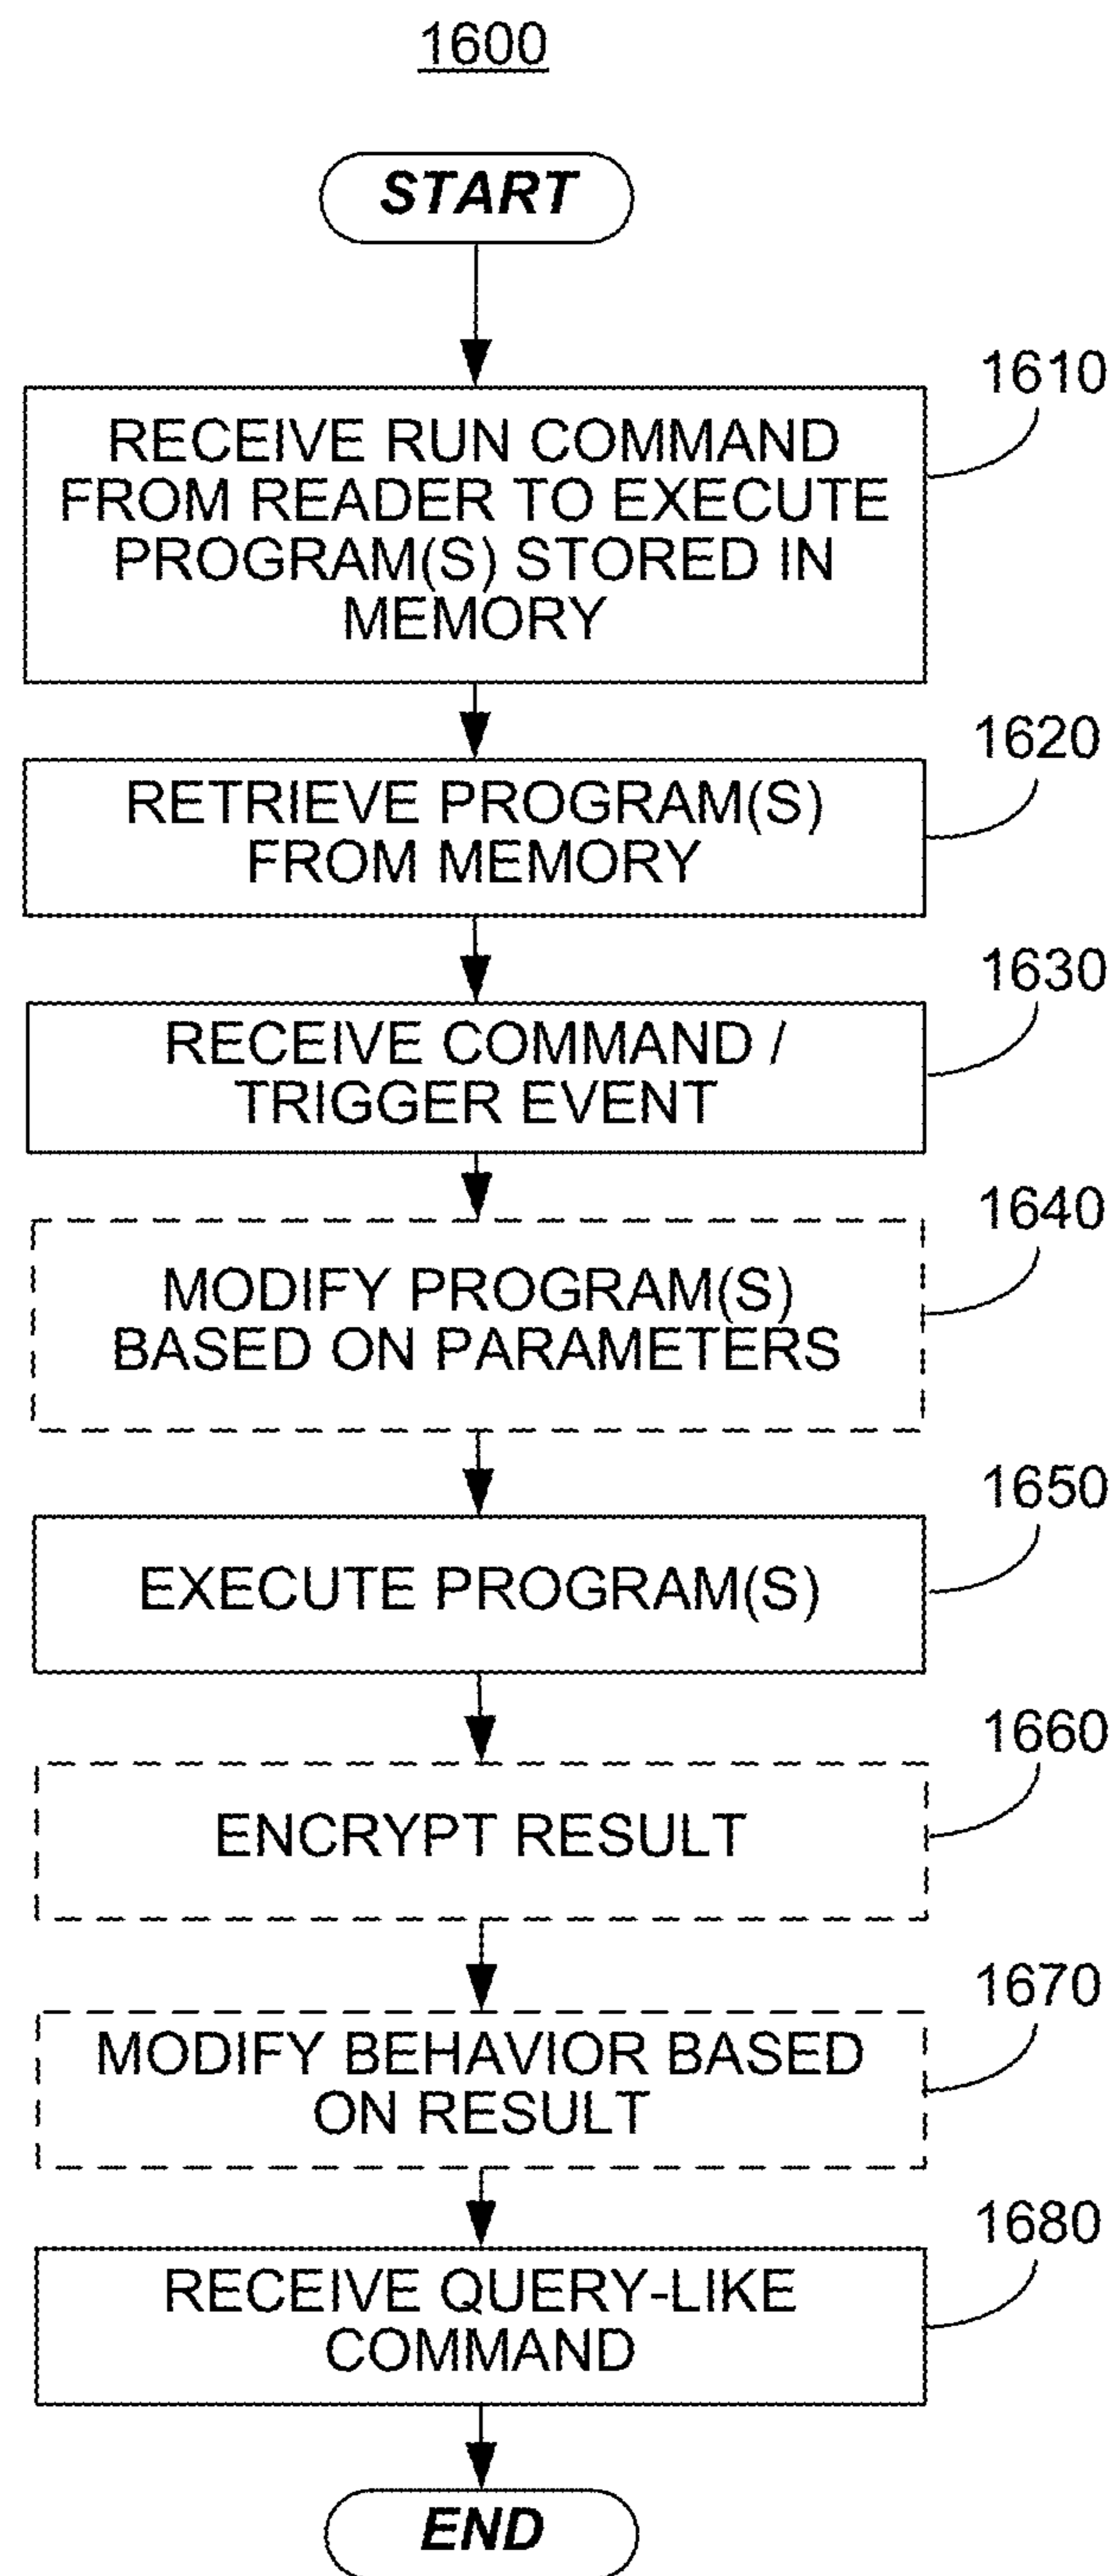 1600
START
1610
RECEIVE RUN COMMAND
FROM READER TO EXECUTE
PROGRAM(S) STORED IN
MEMORY
1620
RETRIEVE PROGRAM(S)
FROM MEMORY
1630
RECEIVE COMMAND /
TRIGGER EVENT
1640
MODIFY PROGRAM(S)
BASED ON PARAMETERS
1650
EXECUTE PROGRAM(S)
1660
ENCRYPT RESULT
1670
MODIFY BEHAVIOR BASED
ON RESULT
1680
RECEIVE QUERY-LIKE
COMMAND
END